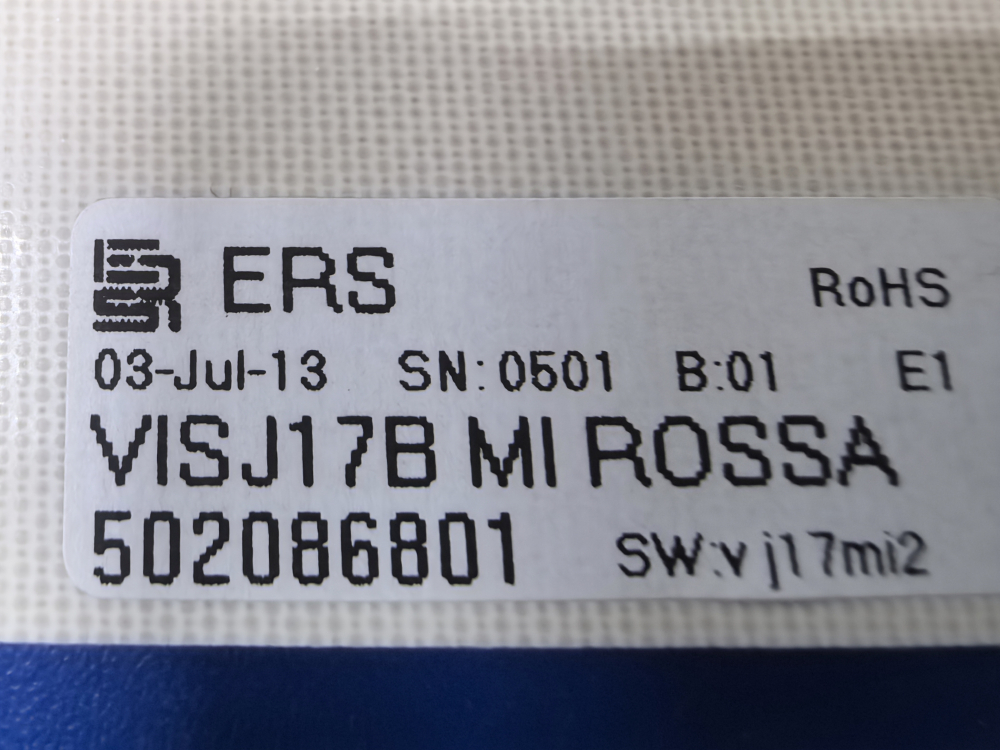 ERS RoHS
03-Jul-13 SN:0501 B:01 E1
VISJ17B MI ROSSA
502086801 SW:vj17mi2